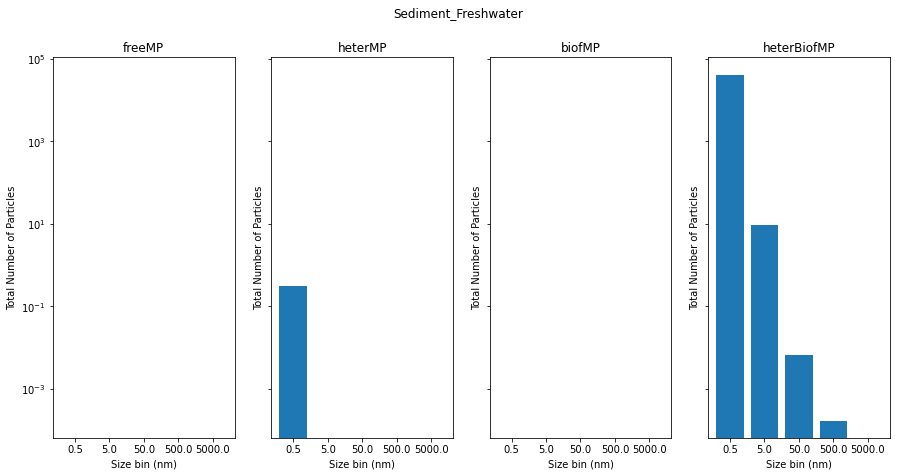 Sediment_Freshwater
freeMP
heterMP
biofMP
heterBiofMP
10^5
10^3
10^1
10^-1
10^-3
Total Number of Particles
Total Number of Particles
Total Number of Particles
Total Number of Particles
0.5 5.0 50.0 500.0 5000.0
0.5 5.0 50.0 500.0 5000.0
0.5 5.0 50.0 500.0 5000.0
0.5 5.0 50.0 500.0 5000.0
Size bin (nm)
Size bin (nm)
Size bin (nm)
Size bin (nm)